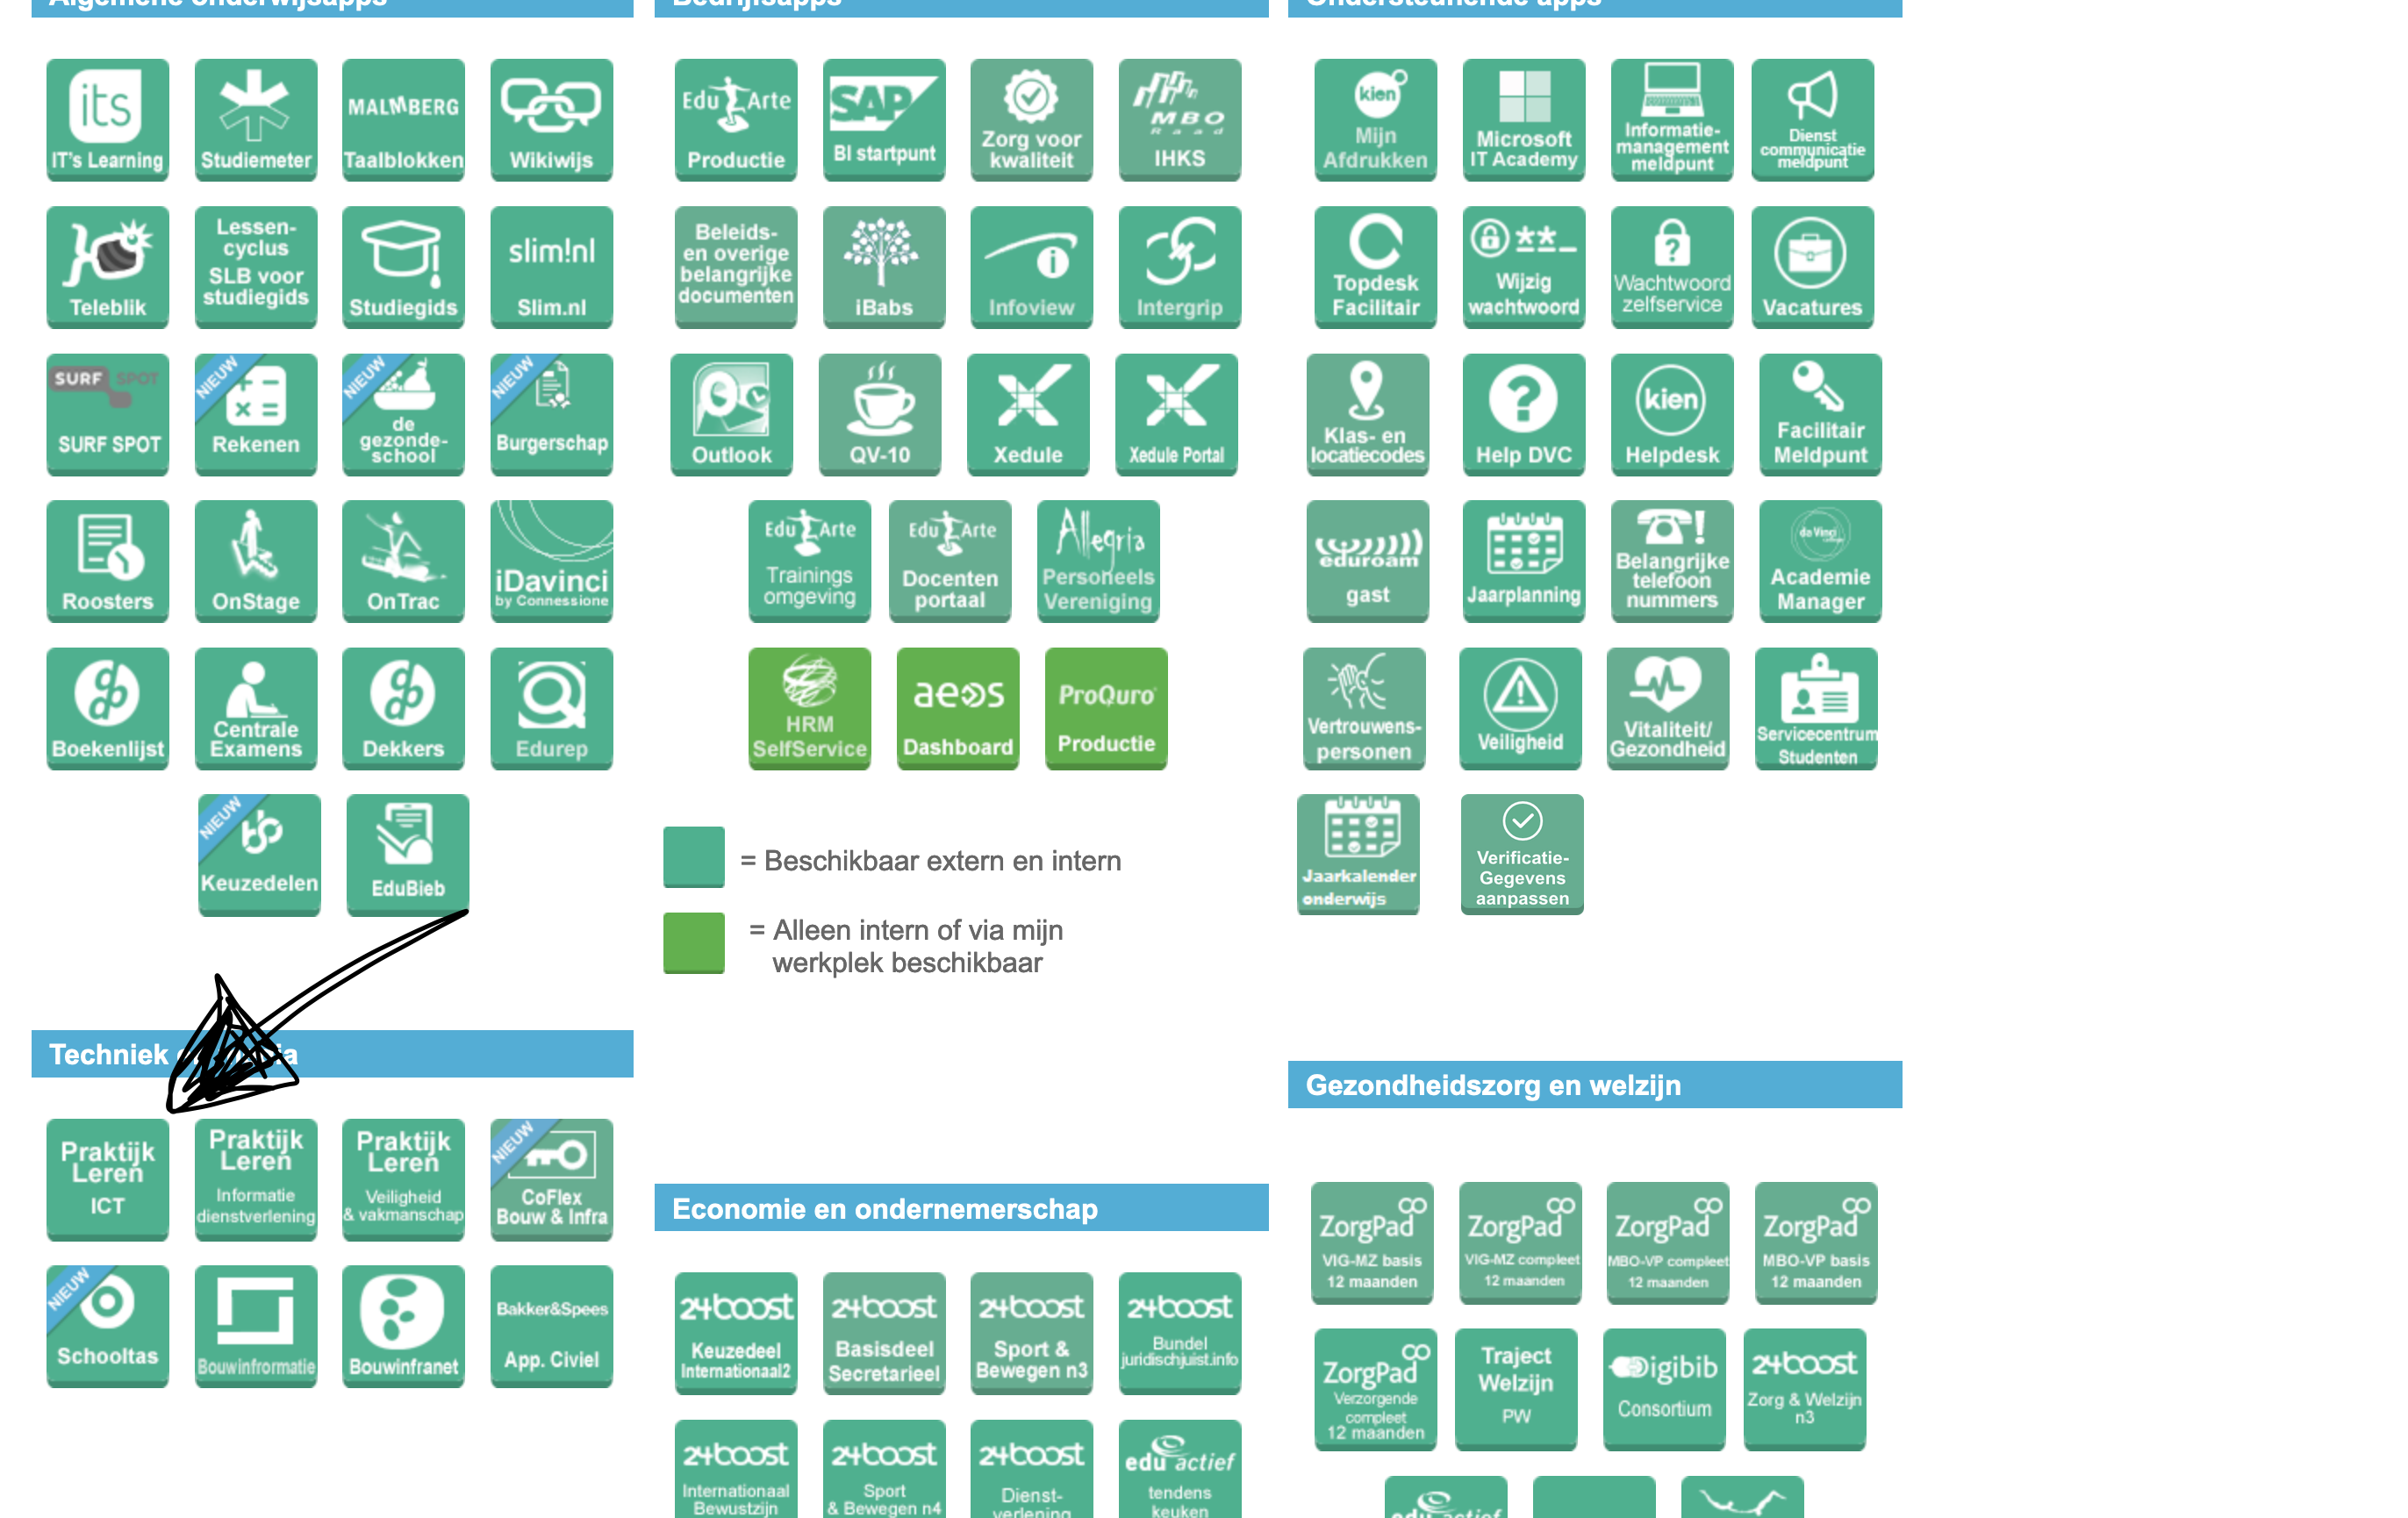 Algemene onderwijsapps
IT's Learning
its
Studiemeter
MALMBERG
Taalblokken
Wikiwijs
Teleblik
Lessen-
cyclus
SLB voor
studiegids
Studiegids
slim!nl
Slim.nl
SURF SPOT
SURF SPOT
NIEUW
Rekenen
NIEUW
de
gezonde-
school
NIEUW
Burgerschap
Roosters
OnStage
OnTrac
iDavinci
by Connessione
Boekenlijst
Centrale
Examens
Dekkers
Edurep
NIEUW
Keuzedelen
EduBieb
Bedrijfsapps
Edu Arte
Productie
SAP
BI startpunt
Zorg voor
kwaliteit
MBO
Raad
IHKS
Beleids-
en overige
belangrijke
documenten
iBabs
Infoview
Intergrip
Outlook
QV-10
Xedule
Xedule Portal
Edu Arte
Trainings
omgeving
Edu Arte
Docenten
portaal
Allegria
Personeels
Vereniging
HRM
SelfService
aeos
Dashboard
ProQuro
Productie
= Beschikbaar extern en intern
= Alleen intern of via mijn
werkplek beschikbaar
Ondersteunende apps
kien
Mijn
Afdrukken
Microsoft
IT Academy
Informatie-
management
meldpunt
Dienst
communicatie
meldpunt
Topdesk
Facilitair
**_
Wijzig
wachtwoord
?
Wachtwoord
zelfservice
Vacatures
Klas- en
locatiecodes
?
Help DVC
kien
Helpdesk
Facilitair
Meldpunt
eduroam
gast
Jaarplanning
!
Belangrijke
telefoon
nummers
da Vinci
Academie
Manager
Vertrouwens-
personen
Veiligheid
Vitaliteit/
Gezondheid
Servicecentrum
Studenten
Jaarkalender
onderwijs
Verificatie-
Gegevens
aanpassen
Techniek
Praktijk
Leren
ICT
Praktijk
Leren
Informatie
dienstverlening
Praktijk
Leren
Veiligheid
& vakmanschap
NIEUW
CoFlex
Bouw & Infra
NIEUW
Schooltas
Bouwinfrormatie
Bouwinfranet
Bakker&Spees
App. Civiel
Economie en ondernemerschap
24boost
Keuzedeel
Internationaal2
24boost
Basisdeel
Secretarieel
24boost
Sport &
Bewegen n3
24boost
Bundel
juridischjuist.info
24boost
Internationaal
Bewustzijn
24boost
Sport
& Bewegen n4
24boost
Dienst-
verlening
edu actief
tendens
keuken
Gezondheidszorg en welzijn
ZorgPad
VIG-MZ basis
12 maanden
ZorgPad
VIG-MZ compleet
12 maanden
ZorgPad
MBO-VP compleet
12 maanden
ZorgPad
MBO-VP basis
12 maanden
ZorgPad
Verzorgende
compleet
12 maanden
Traject
Welzijn
PW
Digibib
Consortium
24boost
Zorg & Welzijn
n3
edu actief